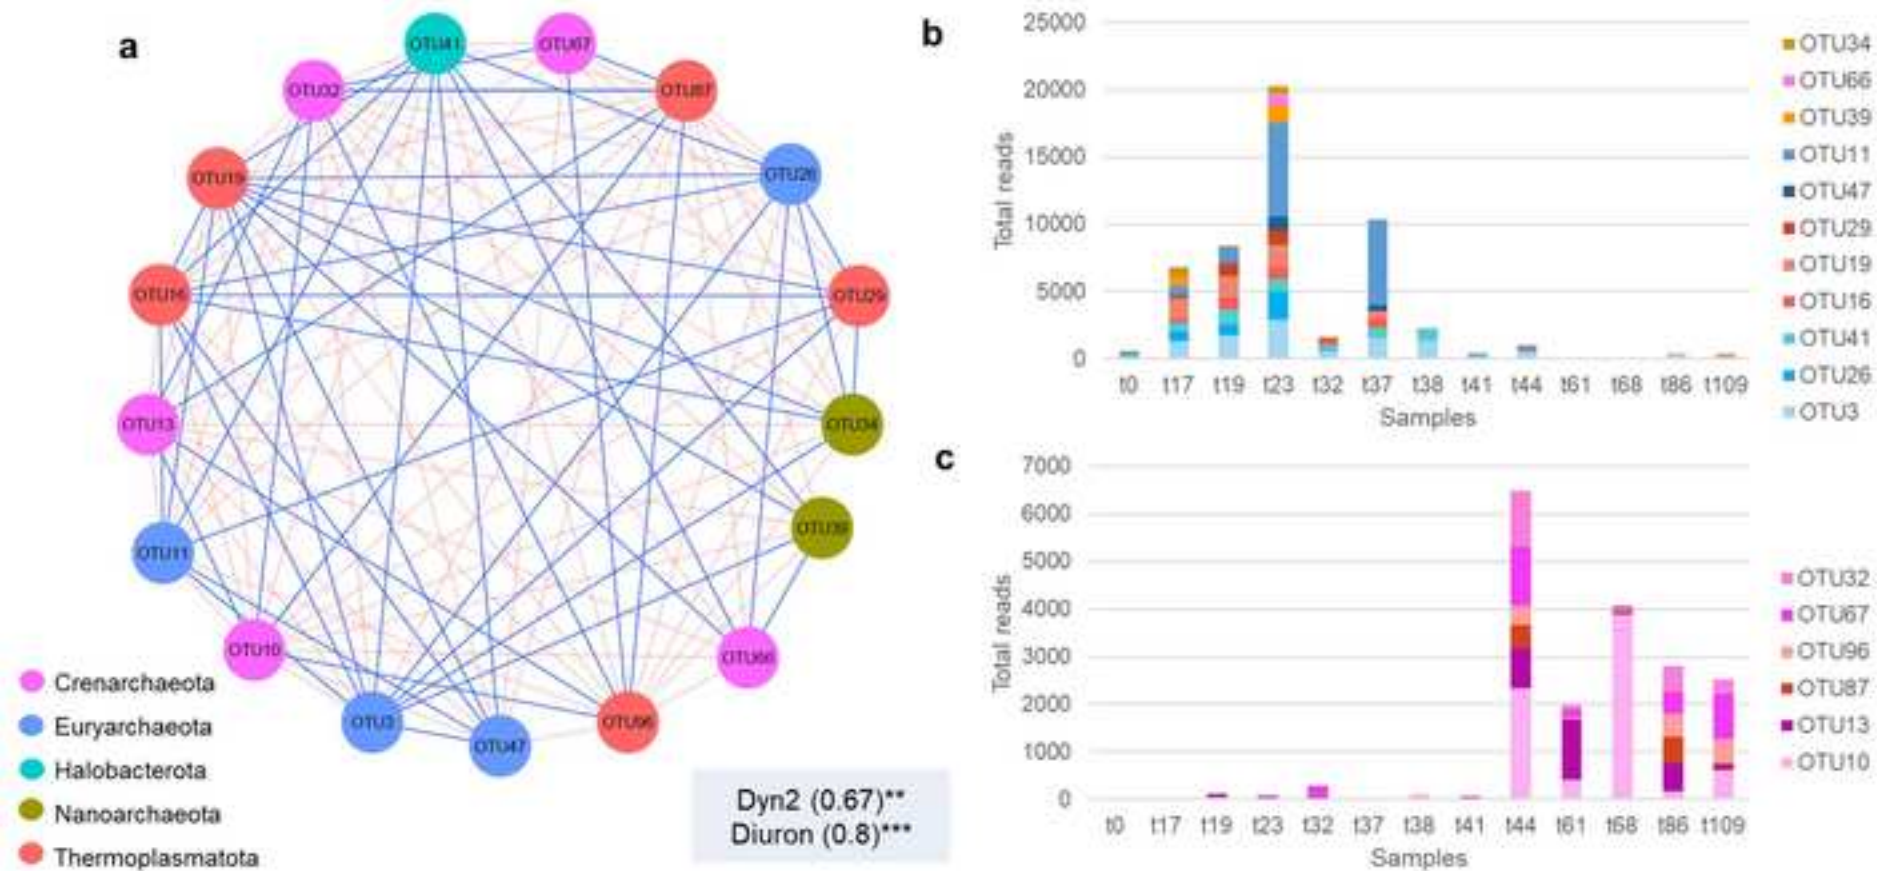 a
OTU41
OTU67
OTU32
OTU87
OTU19
OTU26
OTU16
OTU29
OTU13
OTU34
OTU11
OTU39
OTU10
OTU66
OTU3
OTU47
OTU96
Crenarchaeota
Euryarchaeota
Halobacterota
Nanoarchaeota
Thermoplasmatota
Dyn2 (0.67)**
Diuron (0.8)***
b
25000
20000
15000
10000
5000
0
Total reads
t0 t17 t19 t23 t32 t37 t38 t41 t44 t61 t68 t86 t109
Samples
OTU34
OTU66
OTU39
OTU11
OTU47
OTU29
OTU19
OTU16
OTU41
OTU26
OTU3
c
7000
6000
5000
4000
3000
2000
1000
0
Total reads
t0 t17 t19 t23 t32 t37 t38 t41 t44 t61 t68 t86 t109
Samples
OTU32
OTU67
OTU96
OTU87
OTU13
OTU10